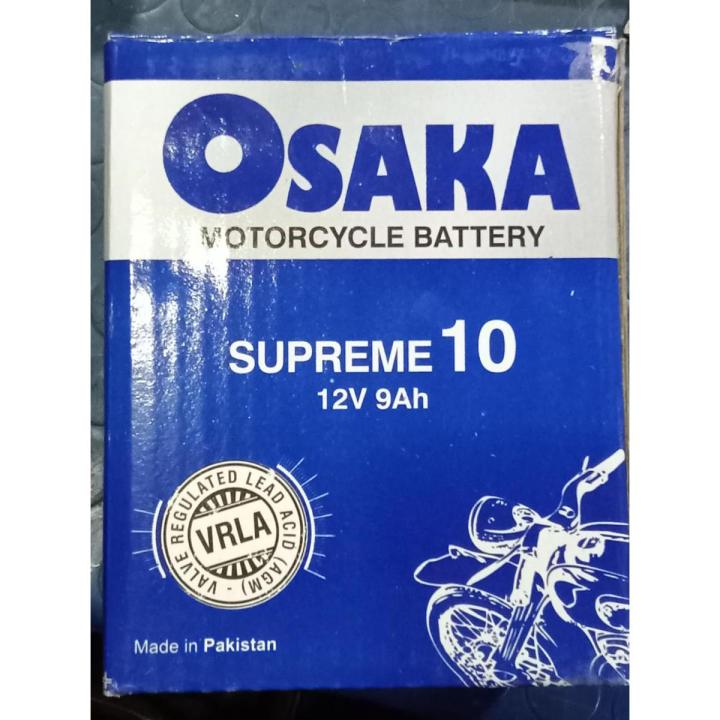 OSAKA
MOTORCYCLE BATTERY
SUPREME 10
12V 9Ah
VALVE REGULATED LEAD ACID (AGM) -
VRLA
Made in Pakistan